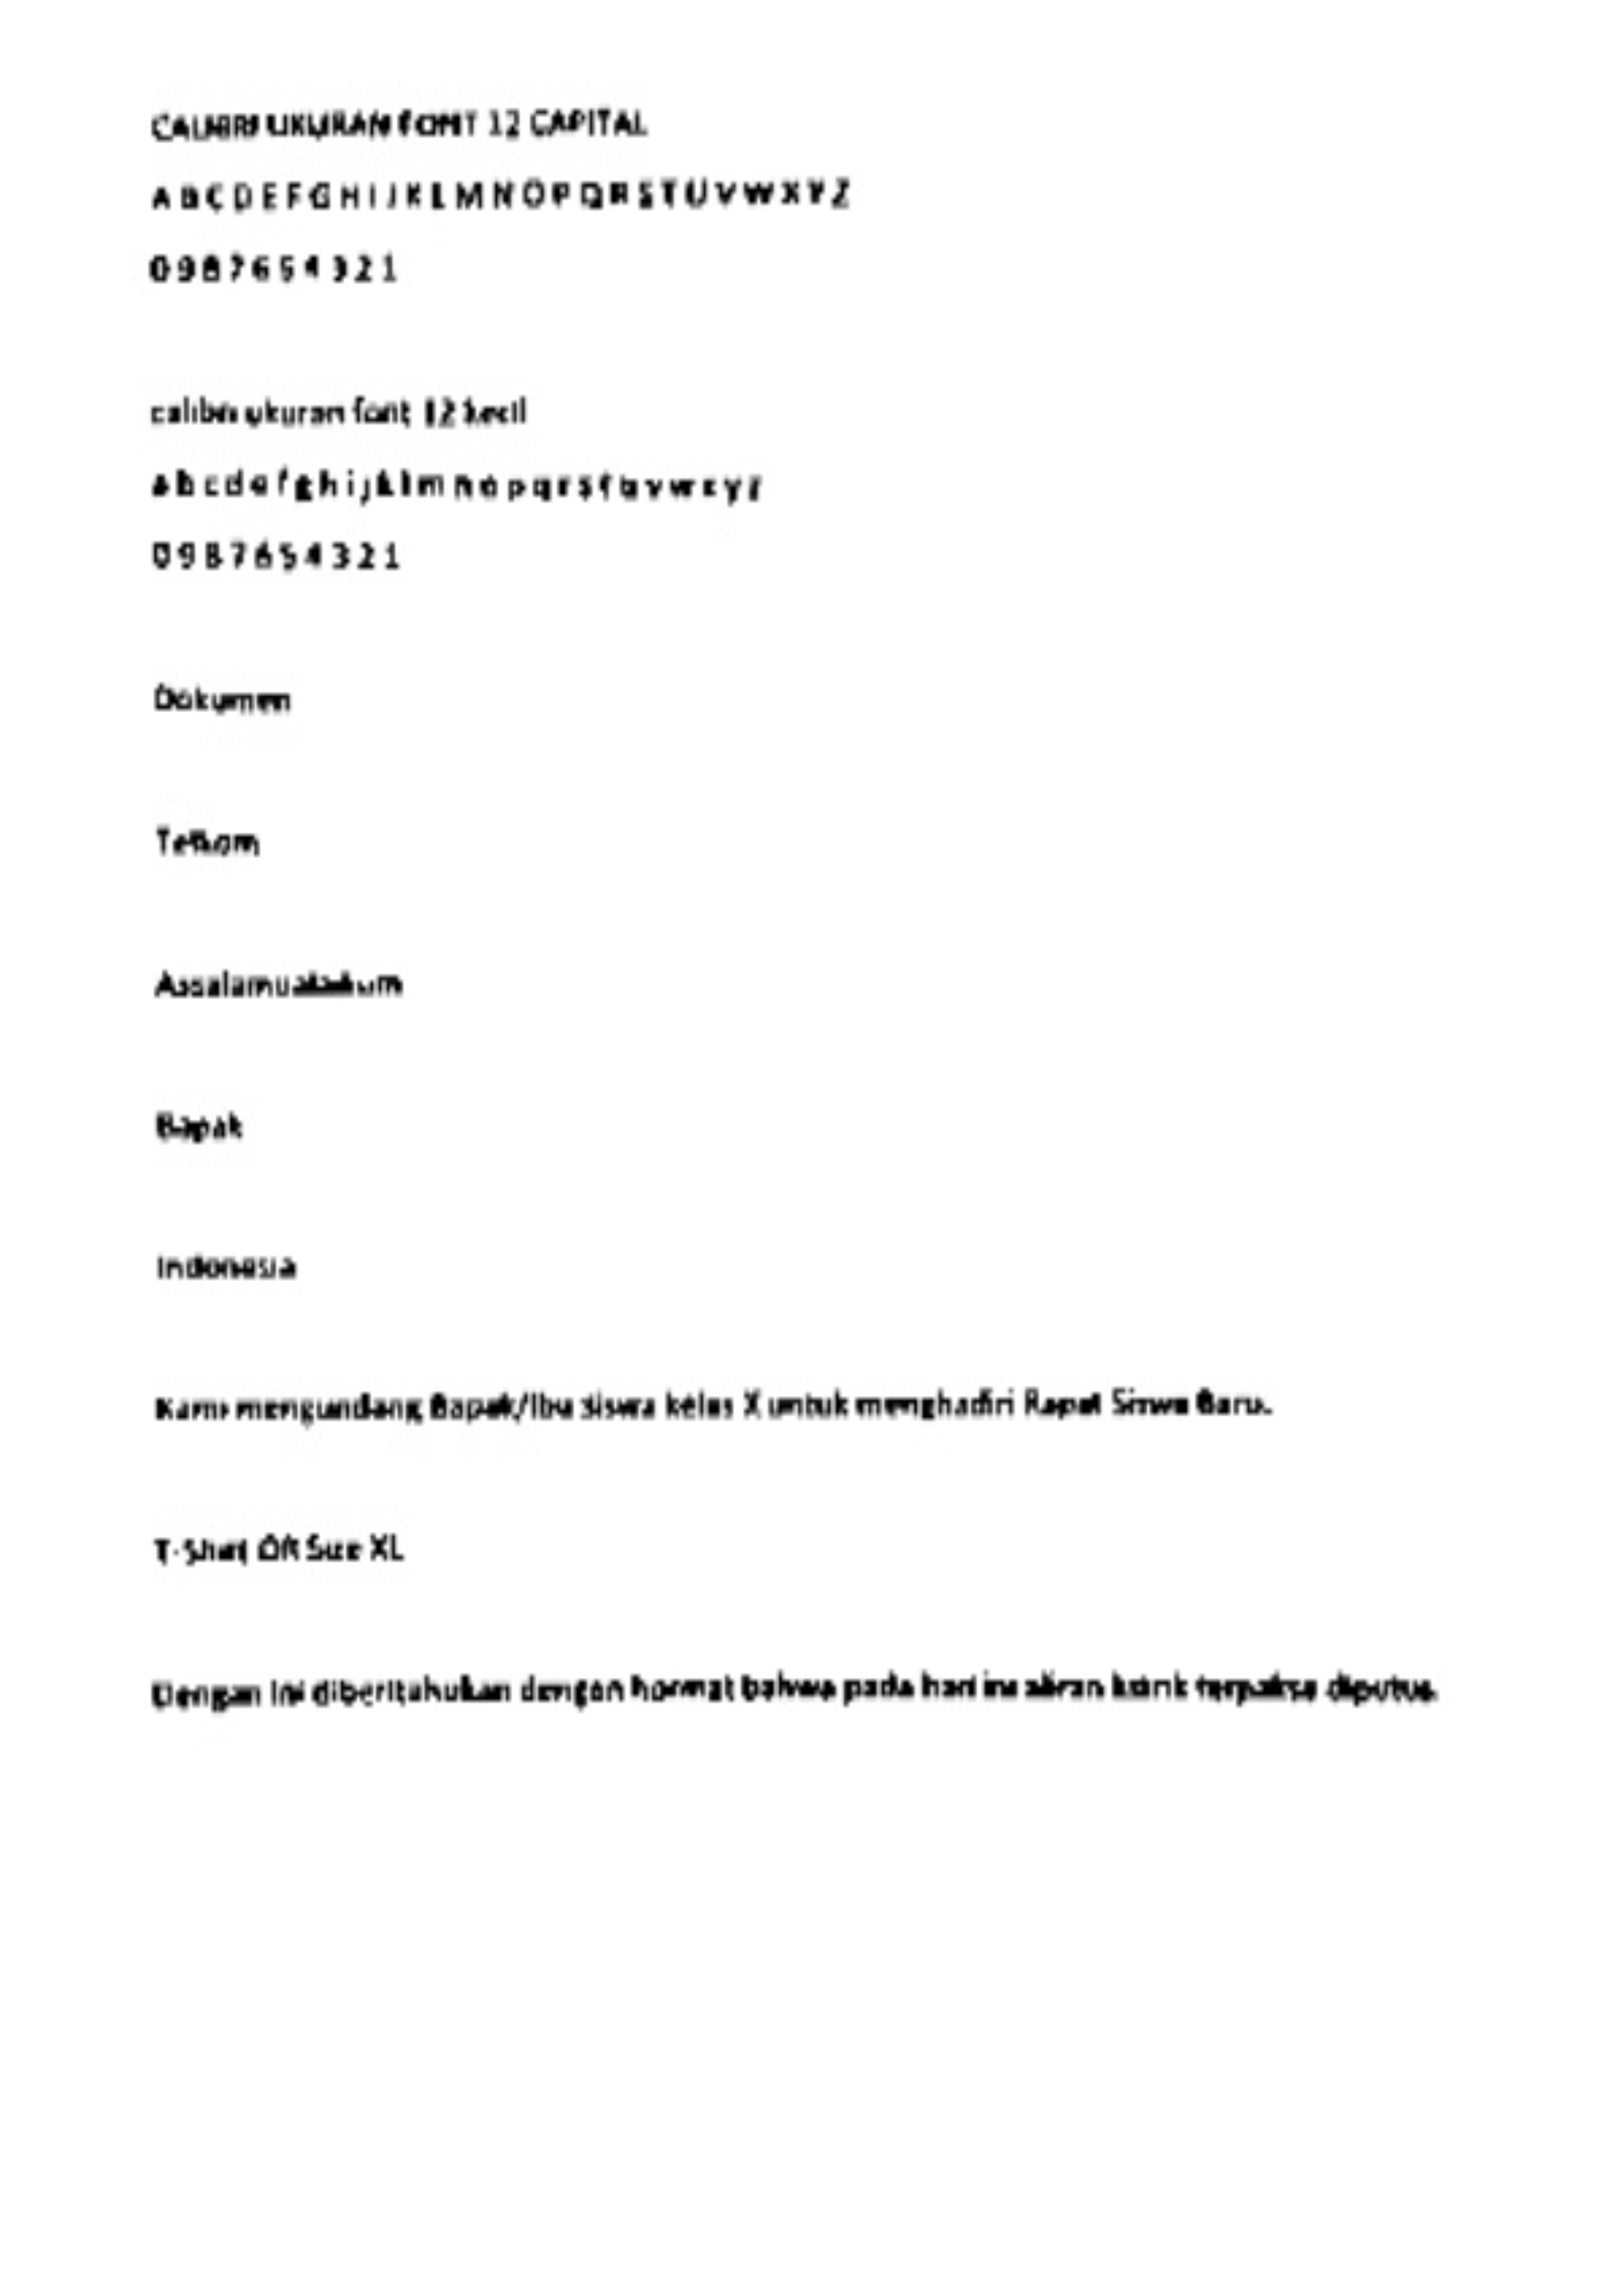 CALIBRI UKURAN FONT 12 CAPITAL
A B C D E F G H I J K L M N O P Q R S T U V W X Y Z
0 9 8 7 6 5 4 3 2 1
calibri ukuran font 12 kecil
a b c d e f g h i j k l m n o p q r s t u v w x y z
0 9 8 7 6 5 4 3 2 1
Dokumen
Telkom
Assalamualaikum
Bapak
Indonesia
Kami mengundang Bapak/Ibu siswa kelas X untuk menghadiri Rapat Siswa Baru.
T-Shirt Size XL
Dengan ini diberitahukan dengan hormat bahwa pada hari ini aliran listrik terpaksa diputus.